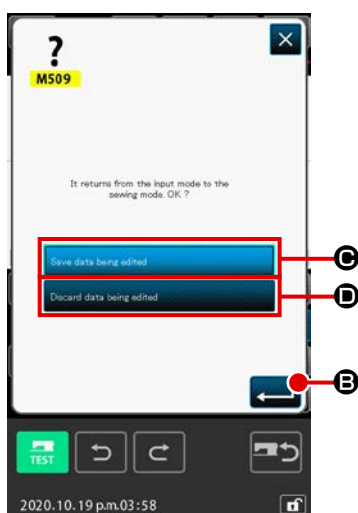 ?
M509
It returns from the input mode to the
sewing mode. OK ?
Save data being edited
C
Discard data being edited
D
B
TEST
2020.10.19 p.m.03:58